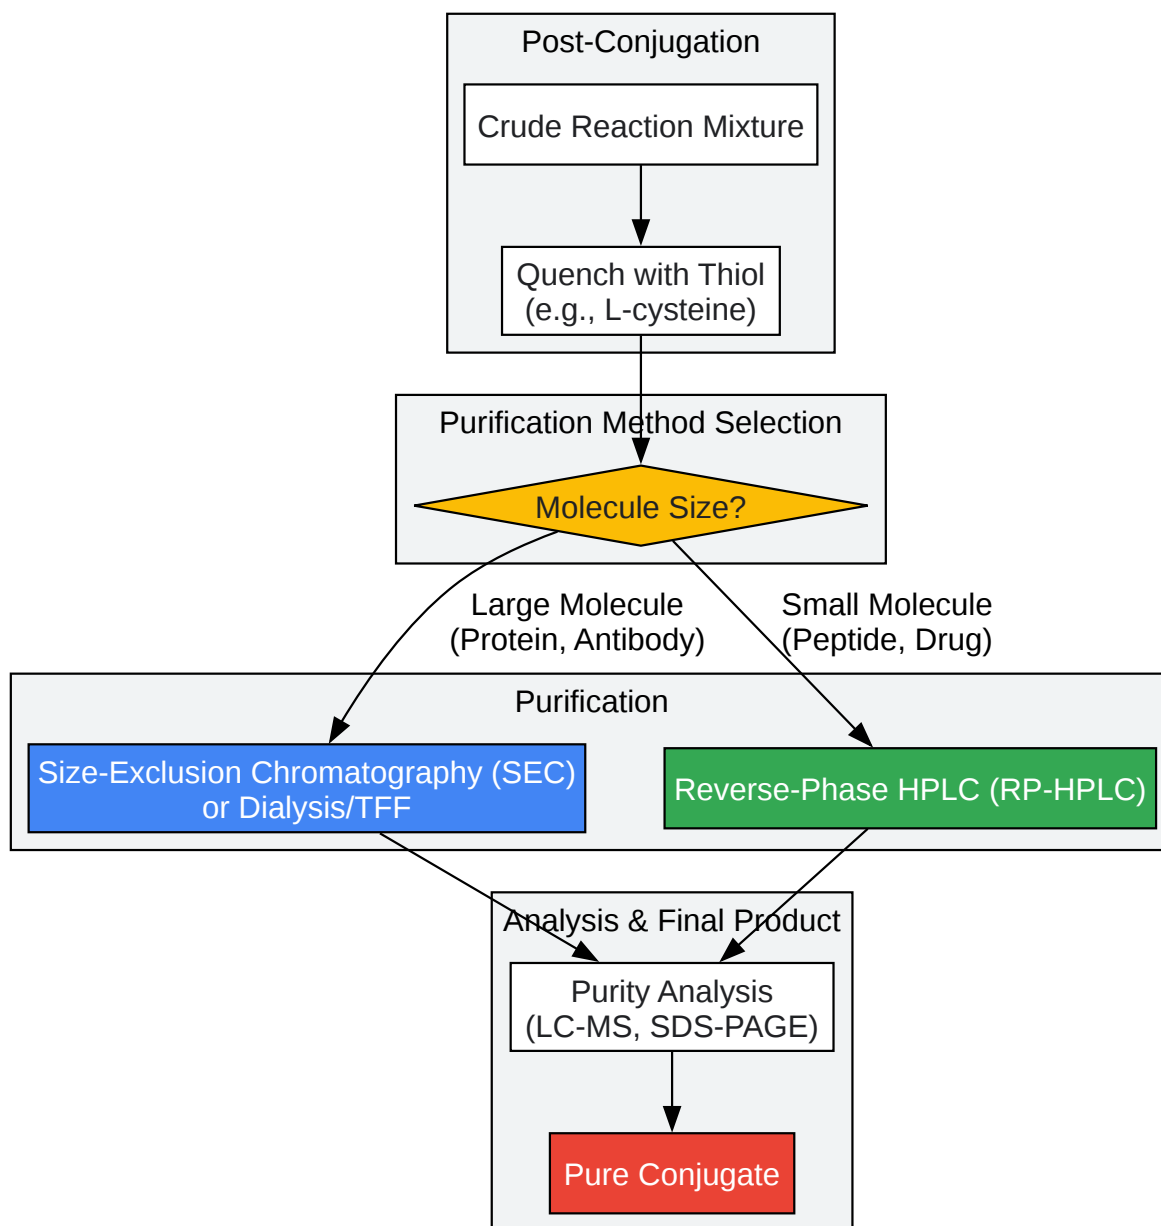 Post-Conjugation
Crude Reaction Mixture
Quench with Thiol
(e.g., L-cysteine)
Purification Method Selection
Molecule Size?
Large Molecule
(Protein, Antibody)
Small Molecule
(Peptide, Drug)
Purification
Size-Exclusion Chromatography (SEC)
or Dialysis/TFF
Reverse-Phase HPLC (RP-HPLC)
Analysis & Final Product
Purity Analysis
(LC-MS, SDS-PAGE)
Pure Conjugate